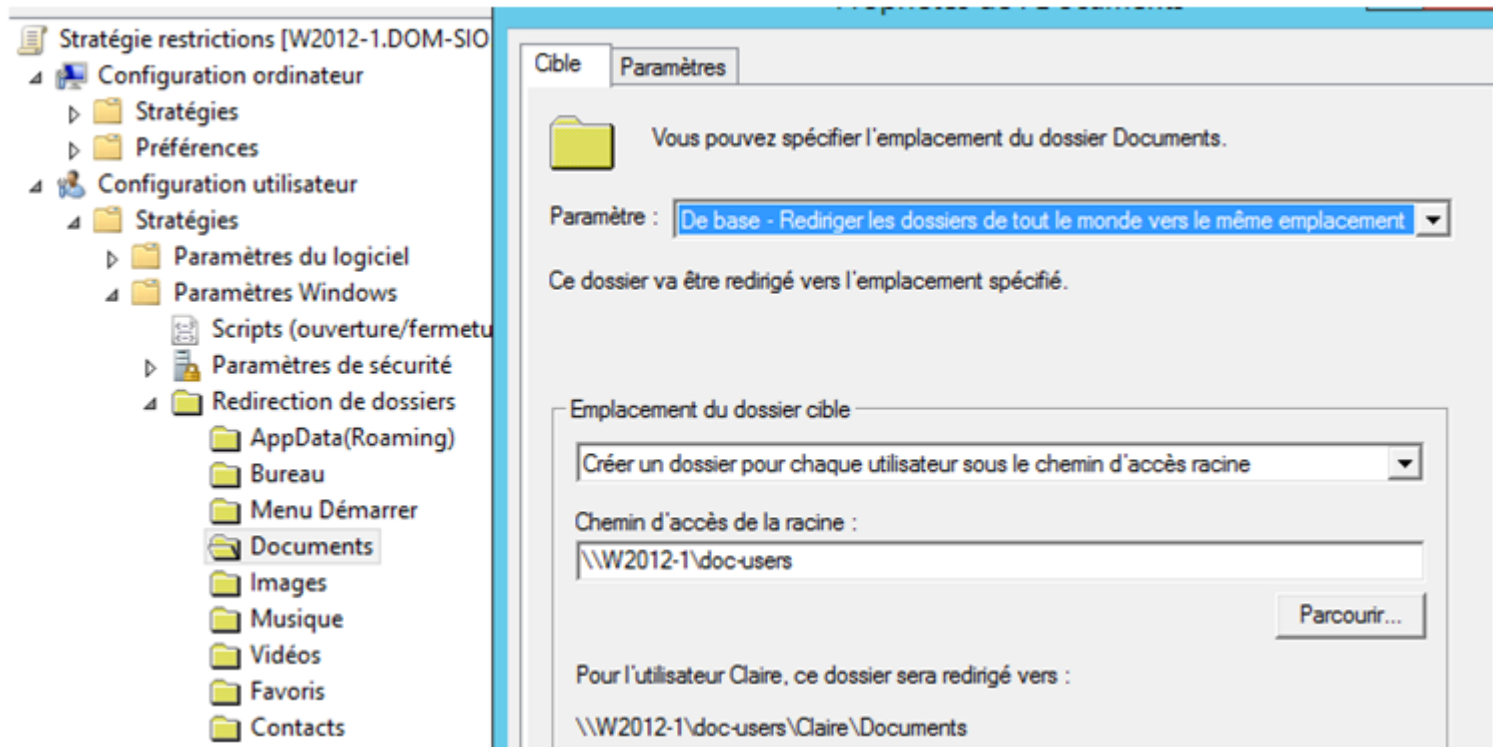 Stratégie restrictions [W2012-1.DOM-SIO
Configuration ordinateur
Stratégies
Préférences
Configuration utilisateur
Stratégies
Paramètres du logiciel
Paramètres Windows
Scripts (ouverture/fermetu
Paramètres de sécurité
Redirection de dossiers
AppData(Roaming)
Bureau
Menu Démarrer
Documents
Images
Musique
Vidéos
Favoris
Contacts
Cible Paramètres
Vous pouvez spécifier l'emplacement du dossier Documents.
Paramètre : De base - Rediriger les dossiers de tout le monde vers le même emplacement
Ce dossier va être redirigé vers l'emplacement spécifié.
Emplacement du dossier cible
Créer un dossier pour chaque utilisateur sous le chemin d'accès racine
Chemin d'accès de la racine :
\\W2012-1\doc-users
Parcourir...
Pour l'utilisateur Claire, ce dossier sera redirigé vers :
\\W2012-1\doc-users\Claire\Documents